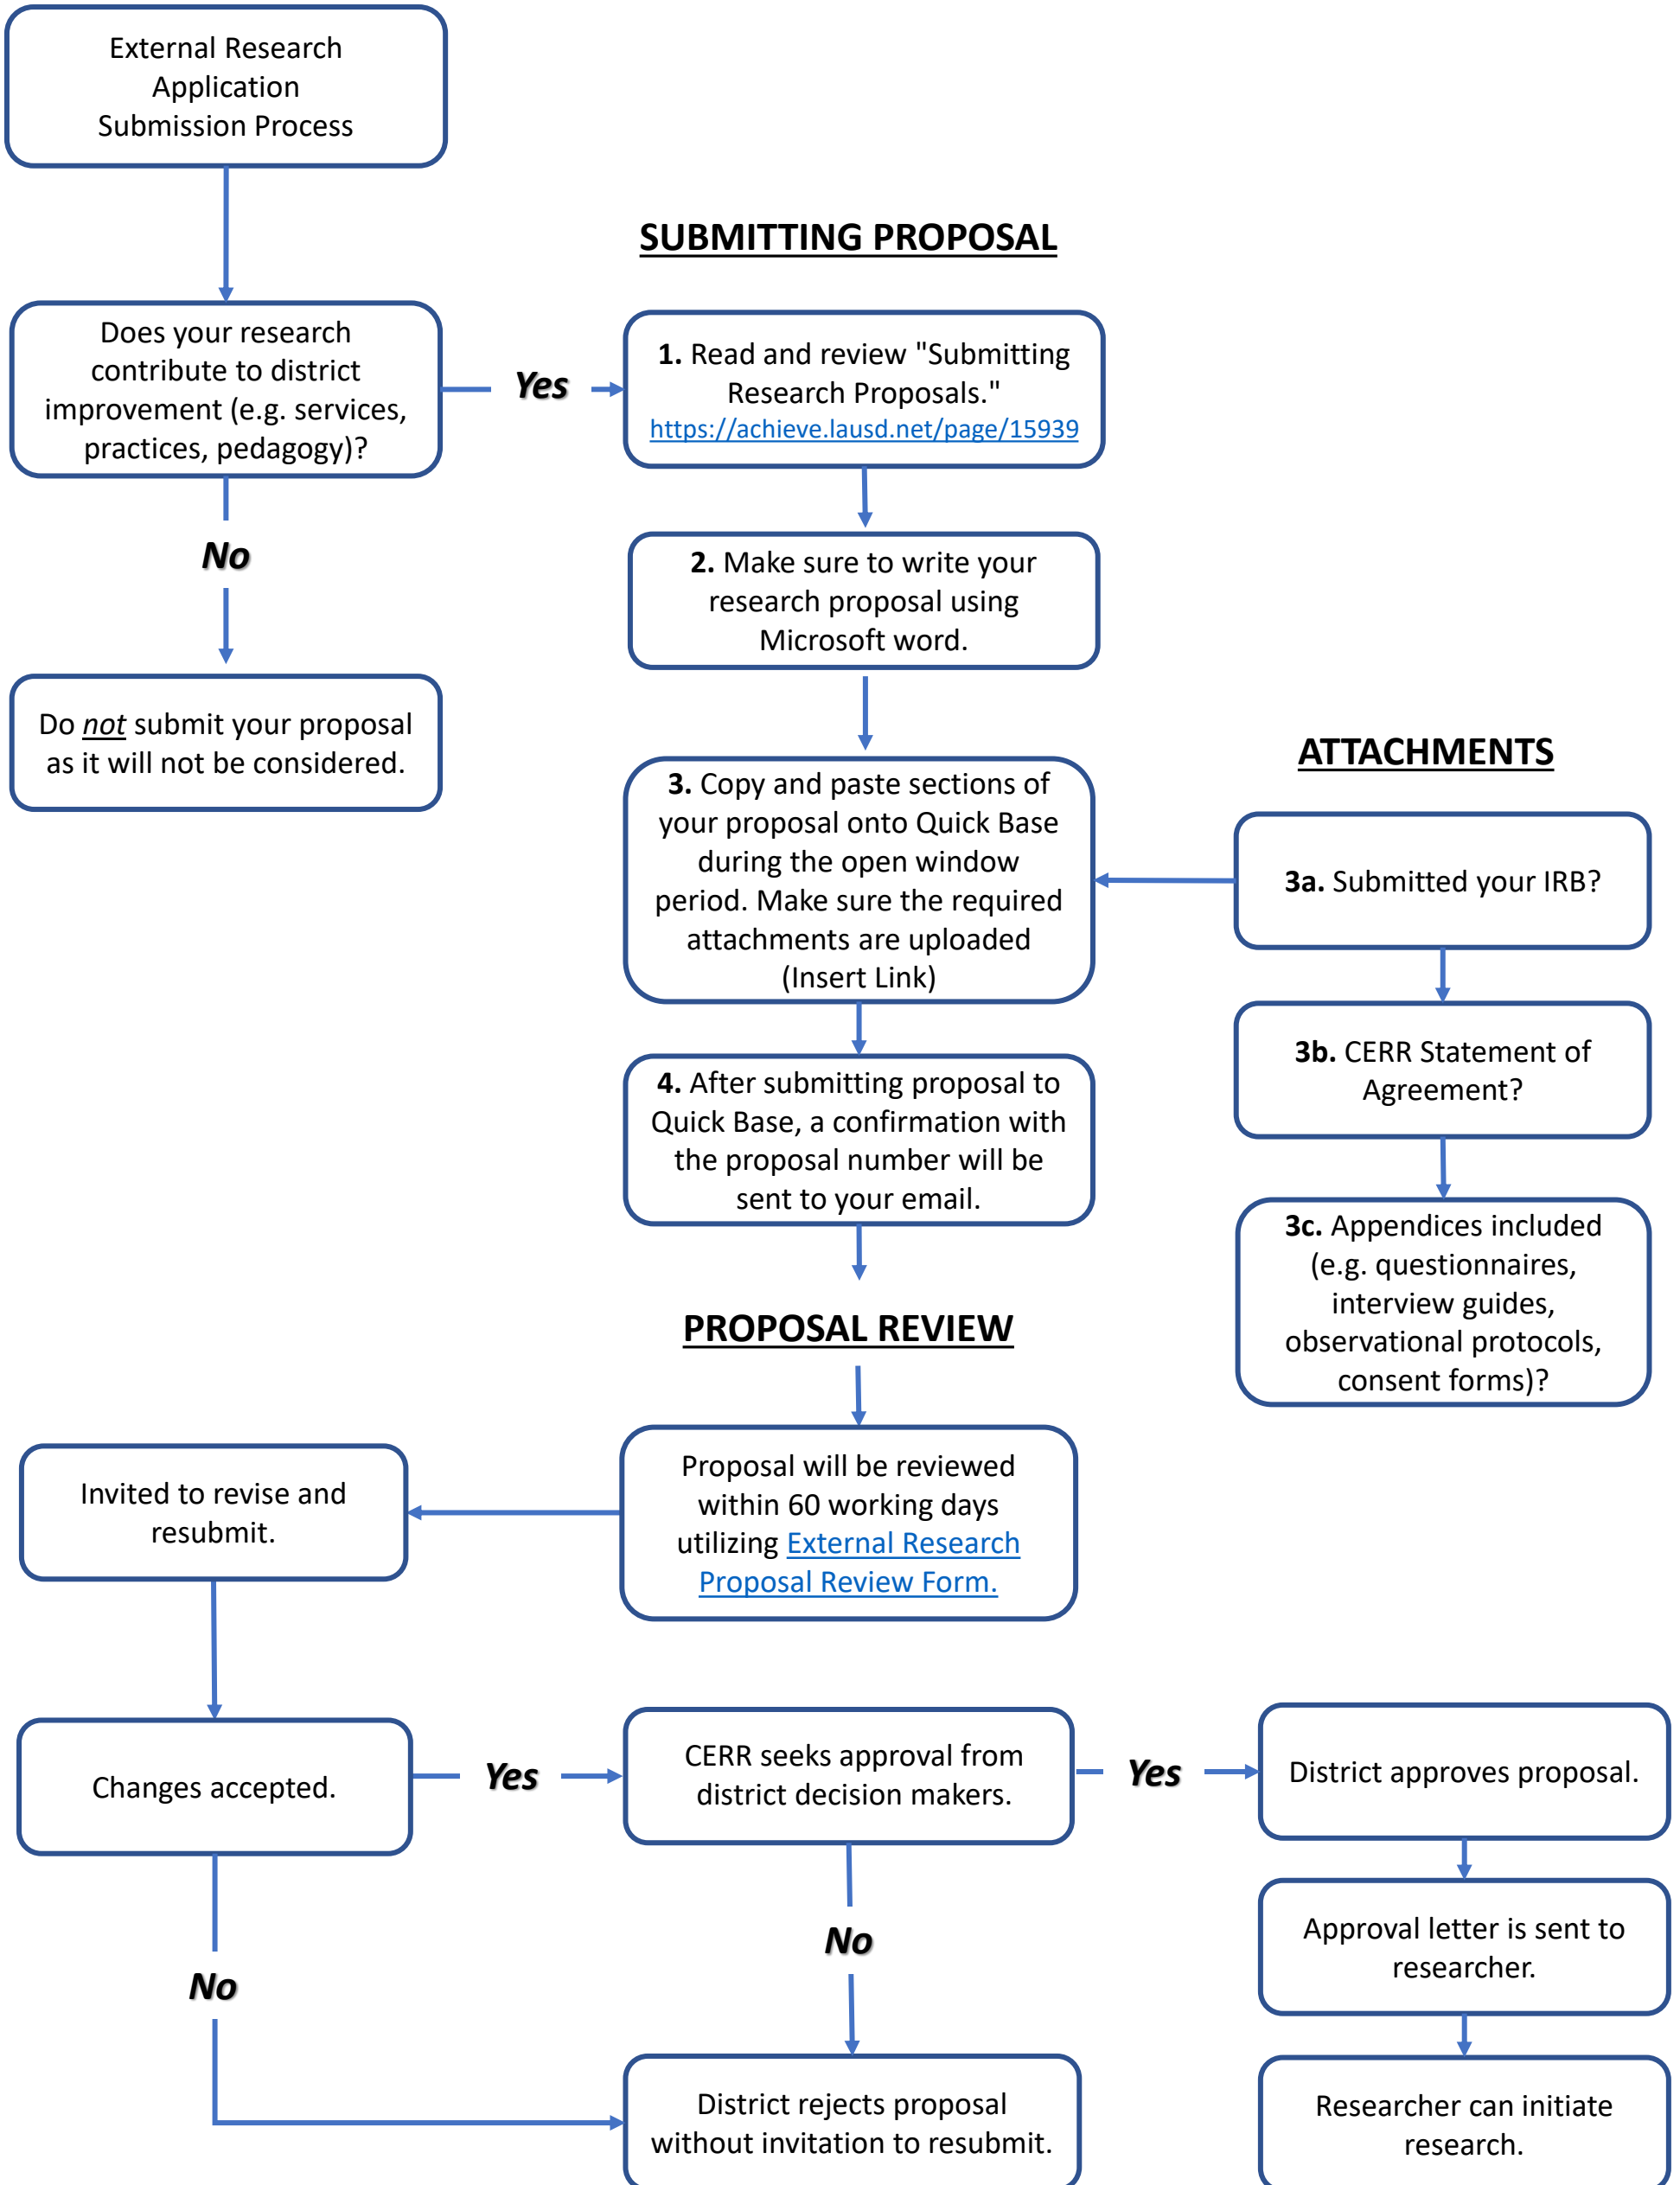 External Research
Application
Submission Process
SUBMITTING PROPOSAL
Does your research
contribute to district
improvement (e.g. services,
practices, pedagogy)?
Yes
1. Read and review "Submitting
Research Proposals."
https://achieve.lausd.net/page/15939
No
2. Make sure to write your
research proposal using
Microsoft word.
Do not submit your proposal
as it will not be considered.
ATTACHMENTS
3. Copy and paste sections of
your proposal onto Quick Base
during the open window
period. Make sure the required
attachments are uploaded
(Insert Link)
3a. Submitted your IRB?
3b. CERR Statement of
Agreement?
4. After submitting proposal to
Quick Base, a confirmation with
the proposal number will be
sent to your email.
3c. Appendices included
(e.g. questionnaires,
interview guides,
observational protocols,
consent forms)?
PROPOSAL REVIEW
Proposal will be reviewed
within 60 working days
utilizing External Research
Proposal Review Form.
Invited to revise and
resubmit.
Changes accepted.
Yes
CERR seeks approval from
district decision makers.
Yes
District approves proposal.
No
No
Approval letter is sent to
researcher.
District rejects proposal
without invitation to resubmit.
Researcher can initiate
research.